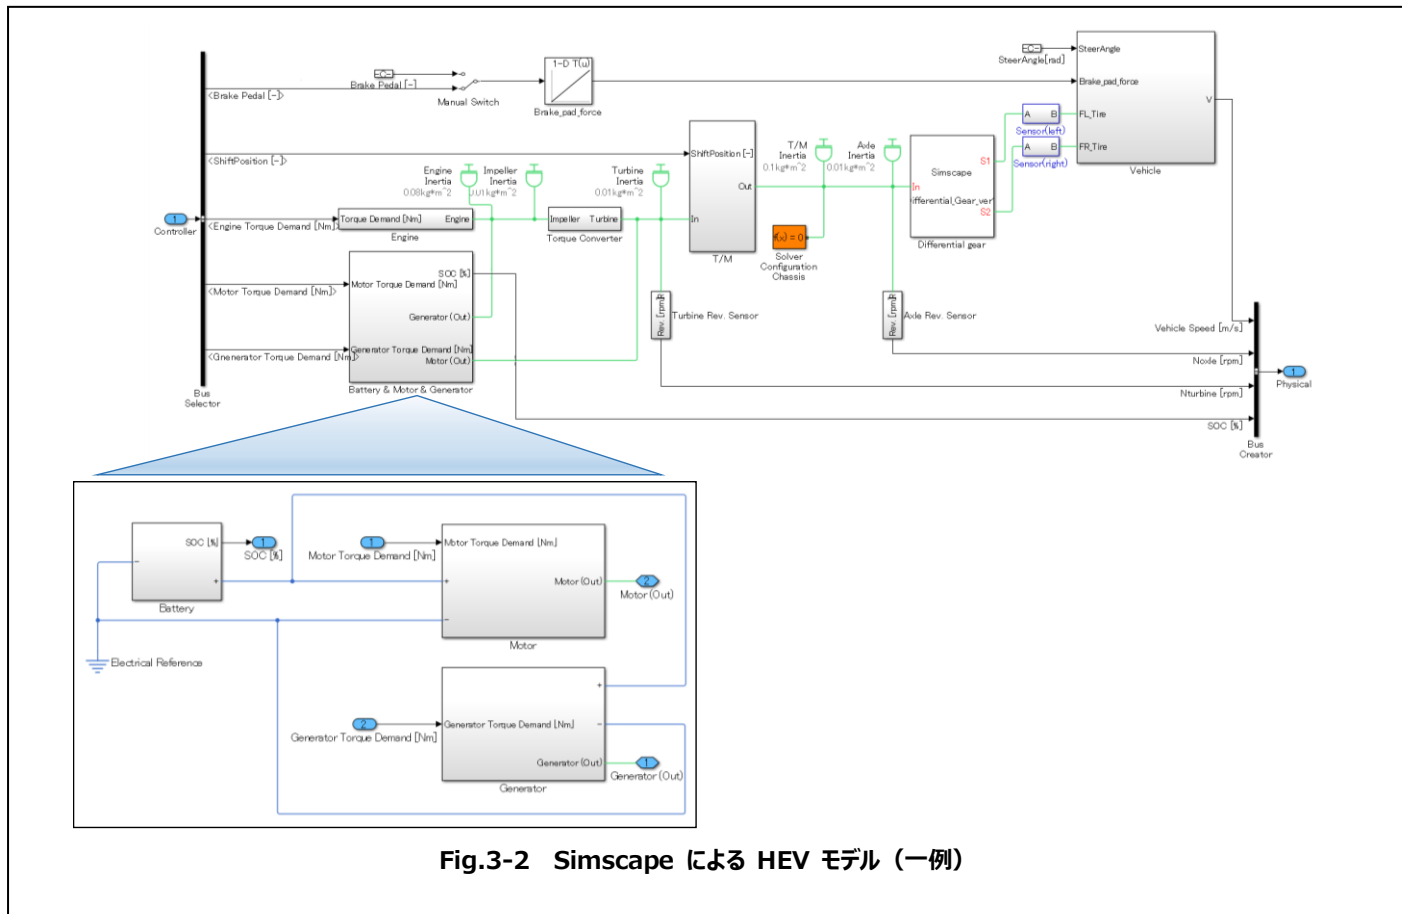 1-D T(u)
-C-
Brake Pedal [-]
<Brake Pedal [-]>
Manual Switch
Brake_pad_force
-C-
SteerAngle[rad]
SteerAngle
Brake_pad_force
FL_Tire
FR_Tire
V
Vehicle
A B
Sensor(left)
A B
Sensor(right)
<ShiftPosition [-]>
ShiftPosition [-]
Out
In
T/M
Engine
Inertia
0.08kg*m^2
Impeller
Inertia
0.01kg*m^2
Turbine
Inertia
0.01kg*m^2
T/M
Inertia
0.1kg*m^2
Axle
Inertia
0.01kg*m^2
Simscape
ifferential_Gear_ver
In
S1
S2
Differential gear
1
Controller
<Engine Torque Demand [Nm]>
Torque Demand [Nm] Engine
Engine
Impeller Turbine
Torque Converter
f(x) = 0
Solver
Configuration
Chassis
<Motor Torque Demand [Nm]>
SOC [%]
Motor Torque Demand [Nm]
Generator (Out)
Generator Torque Demand [Nm]
Motor (Out)
Battery & Motor & Generator
<Gnenerator Torque Demand [Nm]>
Bus
Selector
Rev. [rpm]
Turbine Rev. Sensor
Rev. [rpm]
Axle Rev. Sensor
Vehicle Speed [m/s]
Noxle [rpm]
Nturbine [rpm]
SOC [%]
1
Physical
Bus
Creator
SOC [%]
-
+
Battery
1
SOC [%]
1
Motor Torque Demand [Nm]
Motor Torque Demand [Nm]
+
-
Motor (Out)
Motor
2
Motor (Out)
Electrical Reference
2
Generator Torque Demand [Nm]
Generator Torque Demand [Nm]
+
-
Generator (Out)
Generator
1
Generator (Out)
Fig.3-2 Simscape による HEV モデル（一例）